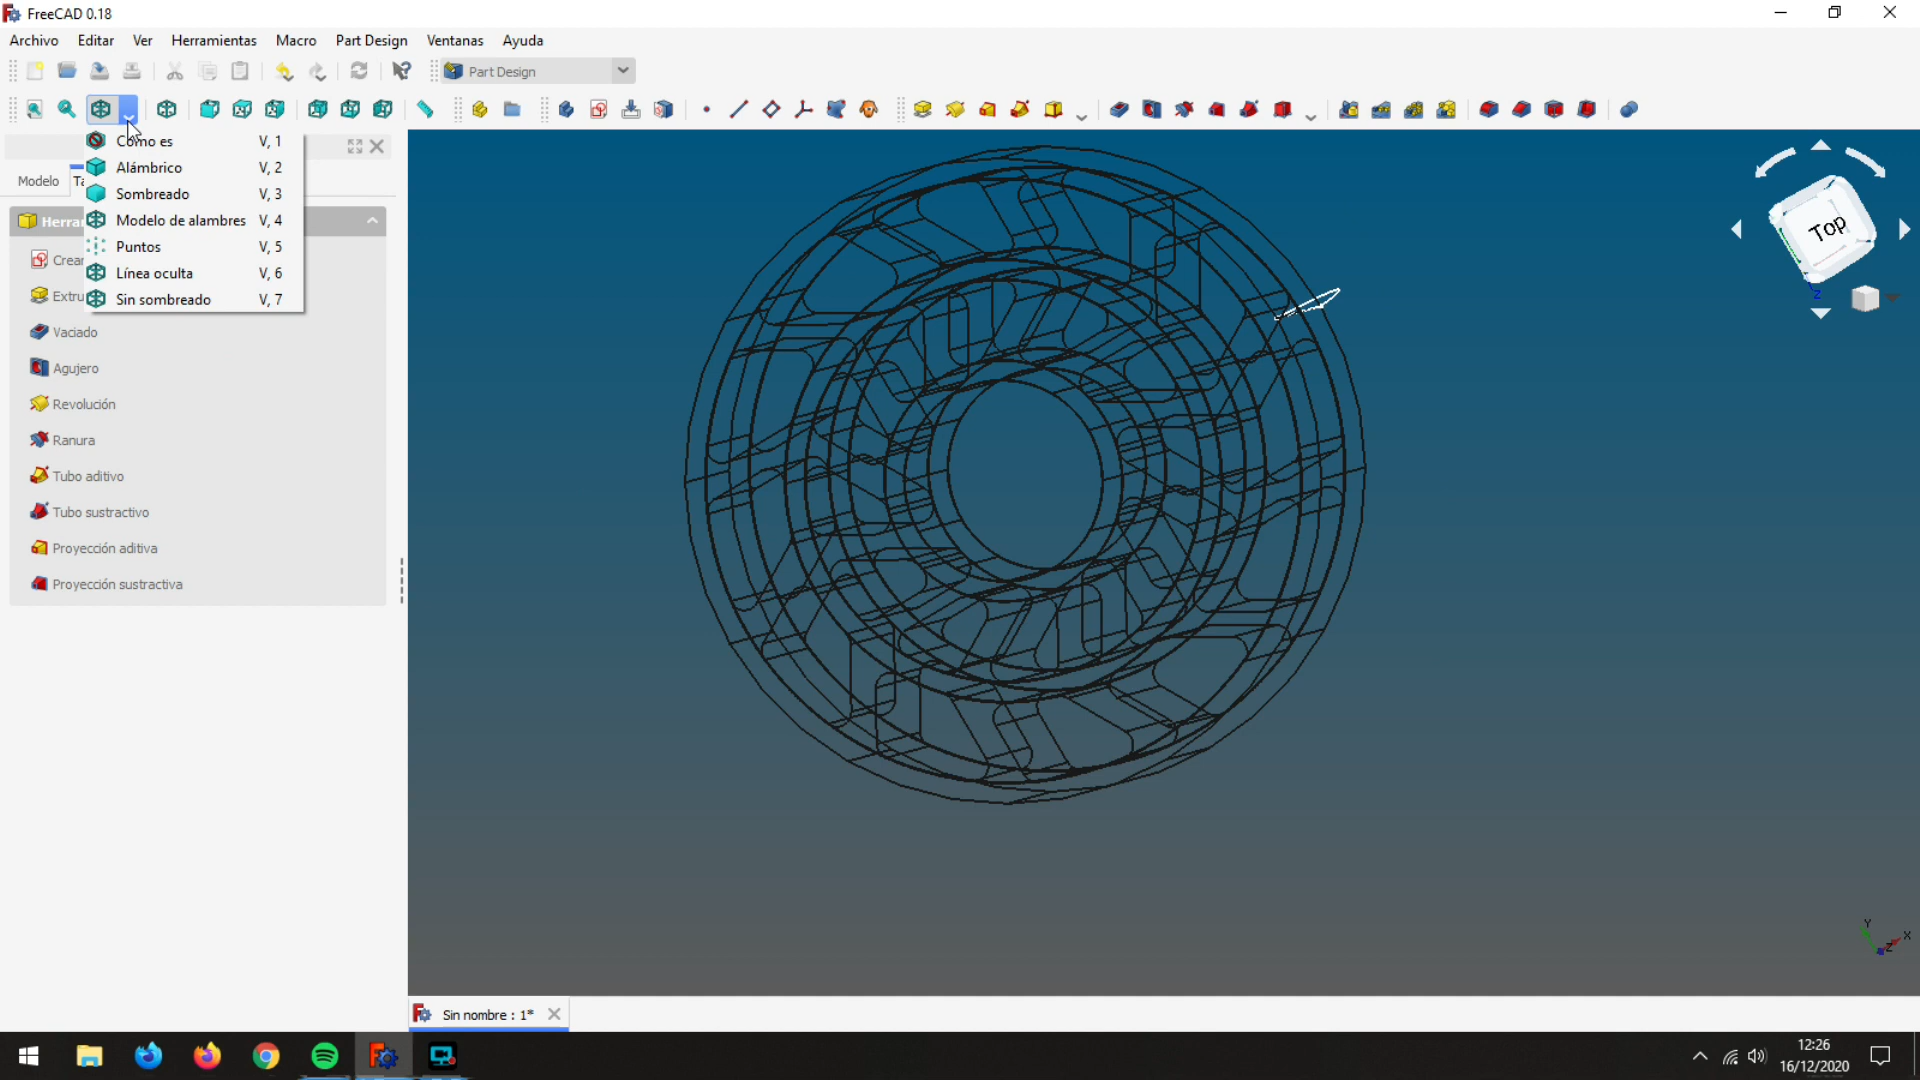 FreeCAD 0.18
Archivo Editar Ver Herramientas Macro Part Design Ventanas Ayuda
Part Design
Como es V, 1
Alámbrico V, 2
Sombreado V, 3
Modelo de alambres V, 4
Puntos V, 5
Línea oculta V, 6
Sin sombreado V, 7
Modelo
Vaciado
Agujero
Revolución
Ranura
Tubo aditivo
Tubo sustractivo
Proyección aditiva
Proyección sustractiva
Top
Z
Y
X
Z
Sin nombre : 1*
12:26
16/12/2020